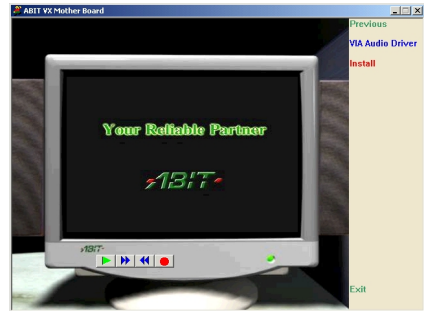 ABIT VX Mother Board
Previous
VIA Audio Driver
Install
Your Reliable Partner
ABIT
ABIT
Exit